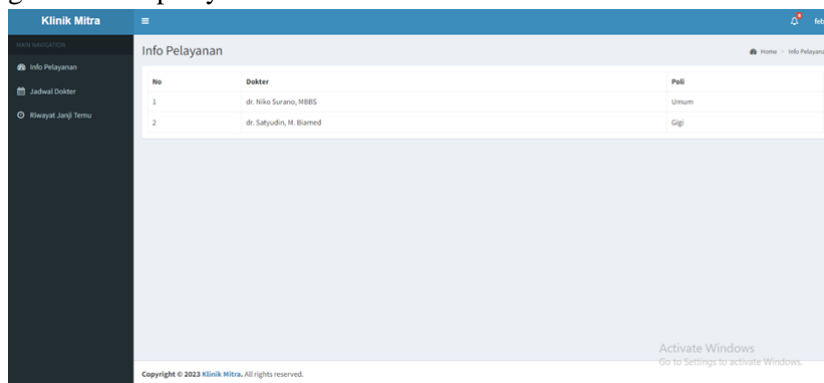 Klinik Mitra
feb
MAIN NAVIGATION
Info Pelayanan
Jadwal Dokter
Riwayat Janji Temu
Info Pelayanan
Home > Info Pelayana
No Dokter Poli
1 dr. Niko Surano, MBBS Umum
2 dr. Satyudin, M. Biamed Gigi
Activate Windows
Go to Settings to activate Windows.
Copyright © 2023 Klinik Mitra. All rights reserved.